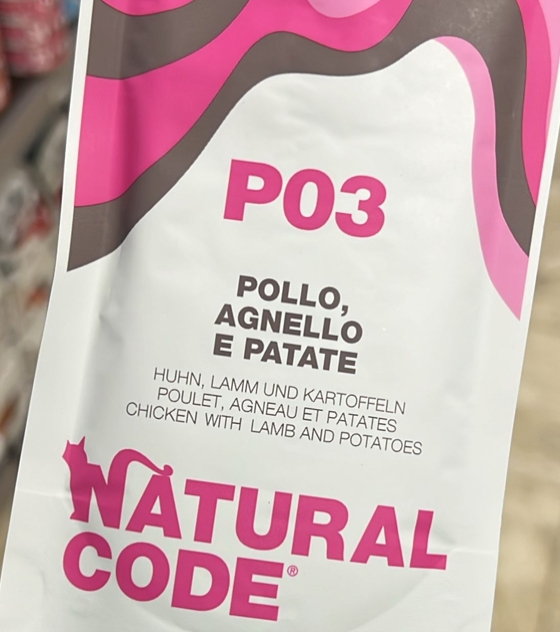 P03
POLLO,
AGNELLO
E PATATE
HUHN, LAMM UND KARTOFFELN
POULET, AGNEAU ET PATATES
CHICKEN WITH LAMB AND POTATOES
NATURAL
CODE®